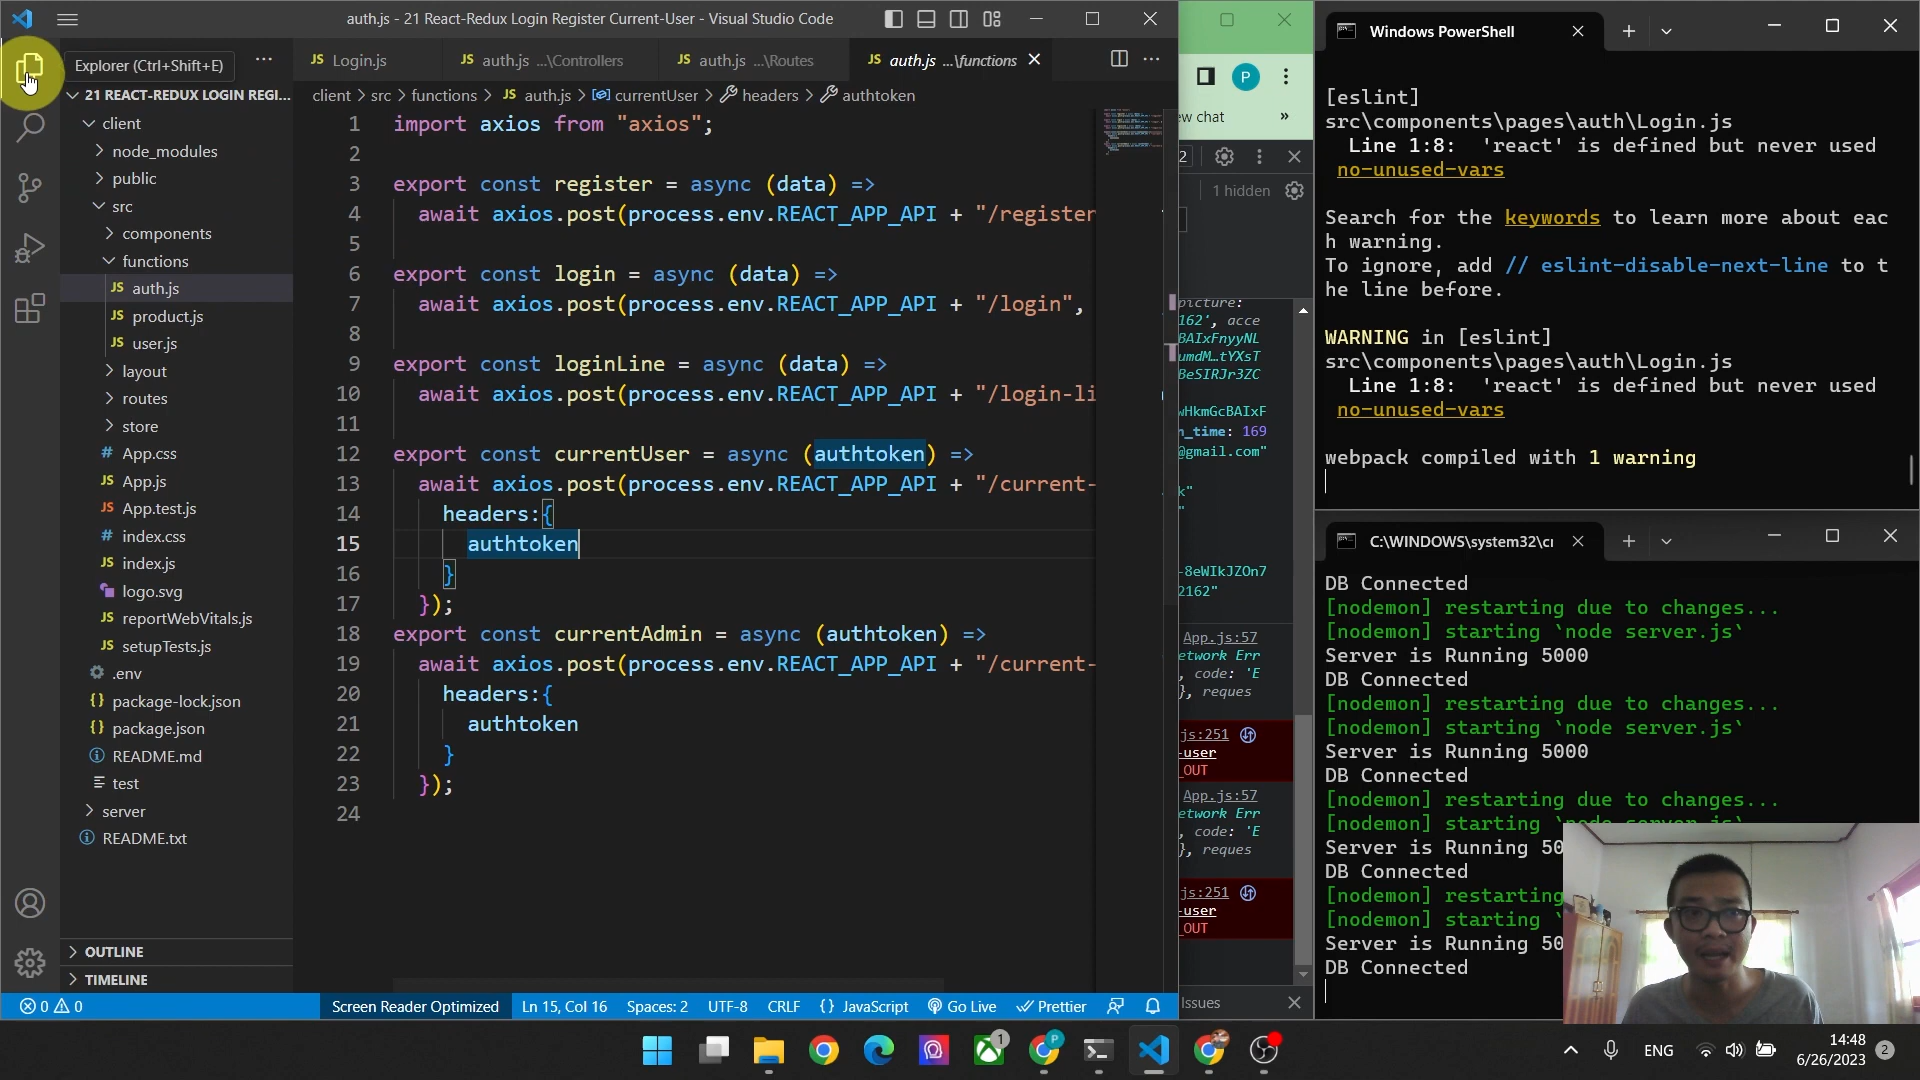 auth.js - 21 React-Redux Login Register Current-User - Visual Studio Code
Explorer (Ctrl+Shift+E)
Login.js
auth.js ...\Controllers
auth.js ...\Routes
auth.js ...\functions
client > src > functions > JS auth.js > currentUser > headers > authtoken
21 REACT-REDUX LOGIN REGI...
client
node_modules
public
src
components
functions
JS auth.js
JS product.js
JS user.js
layout
routes
store
# App.css
JS App.js
JS App.test.js
# index.css
JS index.js
logo.svg
JS reportWebVitals.js
JS setupTests.js
.env
{} package-lock.json
{} package.json
README.md
test
server
README.txt
OUTLINE
TIMELINE
1 import axios from "axios";
2
3 export const register = async (data) =>
4 await axios.post(process.env.REACT_APP_API + "/register
5
6 export const login = async (data) =>
7 await axios.post(process.env.REACT_APP_API + "/login",
8
9 export const loginLine = async (data) =>
10 await axios.post(process.env.REACT_APP_API + "/login-li
11
12 export const currentUser = async (authtoken) =>
13 await axios.post(process.env.REACT_APP_API + "/current-
14 headers:{
15 authtoken
16 }
17 });
18 export const currentAdmin = async (authtoken) =>
19 await axios.post(process.env.REACT_APP_API + "/current-
20 headers:{
21 authtoken
22 }
23 });
24
0 0
Screen Reader Optimized
Ln 15, Col 16
Spaces: 2
UTF-8
CRLF
{} JavaScript
Go Live
Prettier
P
ew chat
»
2
1 hidden
picture:
162', acce
BAIxFnyyNL
umdM…tYXsT
BeSIRJr3ZC
wHkmGcBAIxF
n_time: 169
@gmail.com"
k"
"
-8eWIkJZOn7
2162"
App.js:57
etwork Err
, code: 'E
}, reques
js:251
-user
_OUT
App.js:57
etwork Err
, code: 'E
}, reques
js:251
-user
_OUT
Issues
Windows PowerShell
[eslint]
src\components\pages\auth\Login.js
Line 1:8: 'react' is defined but never used
no-unused-vars
Search for the keywords to learn more about eac
h warning.
To ignore, add // eslint-disable-next-line to t
he line before.
WARNING in [eslint]
src\components\pages\auth\Login.js
Line 1:8: 'react' is defined but never used
no-unused-vars
webpack compiled with 1 warning
C:\WINDOWS\system32\cr
DB Connected
[nodemon] restarting due to changes...
[nodemon] starting `node server.js`
Server is Running 5000
DB Connected
[nodemon] restarting due to changes...
[nodemon] starting `node server.js`
Server is Running 5000
DB Connected
[nodemon] restarting due to changes...
[nodemon] starting `node server.js`
Server is Running 50
DB Connected
[nodemon] restarting
[nodemon] starting `
Server is Running 50
DB Connected
1
P
ENG
14:48
6/26/2023
2